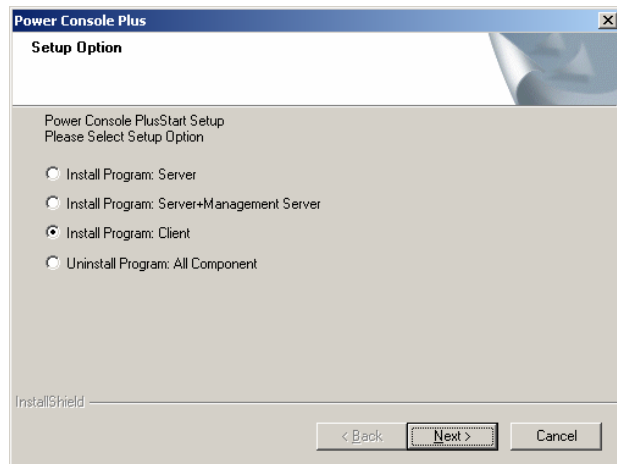 Power Console Plus
Setup Option
Power Console PlusStart Setup
Please Select Setup Option
Install Program: Server
Install Program: Server+Management Server
Install Program: Client
Uninstall Program: All Component
InstallShield
< Back Next > Cancel